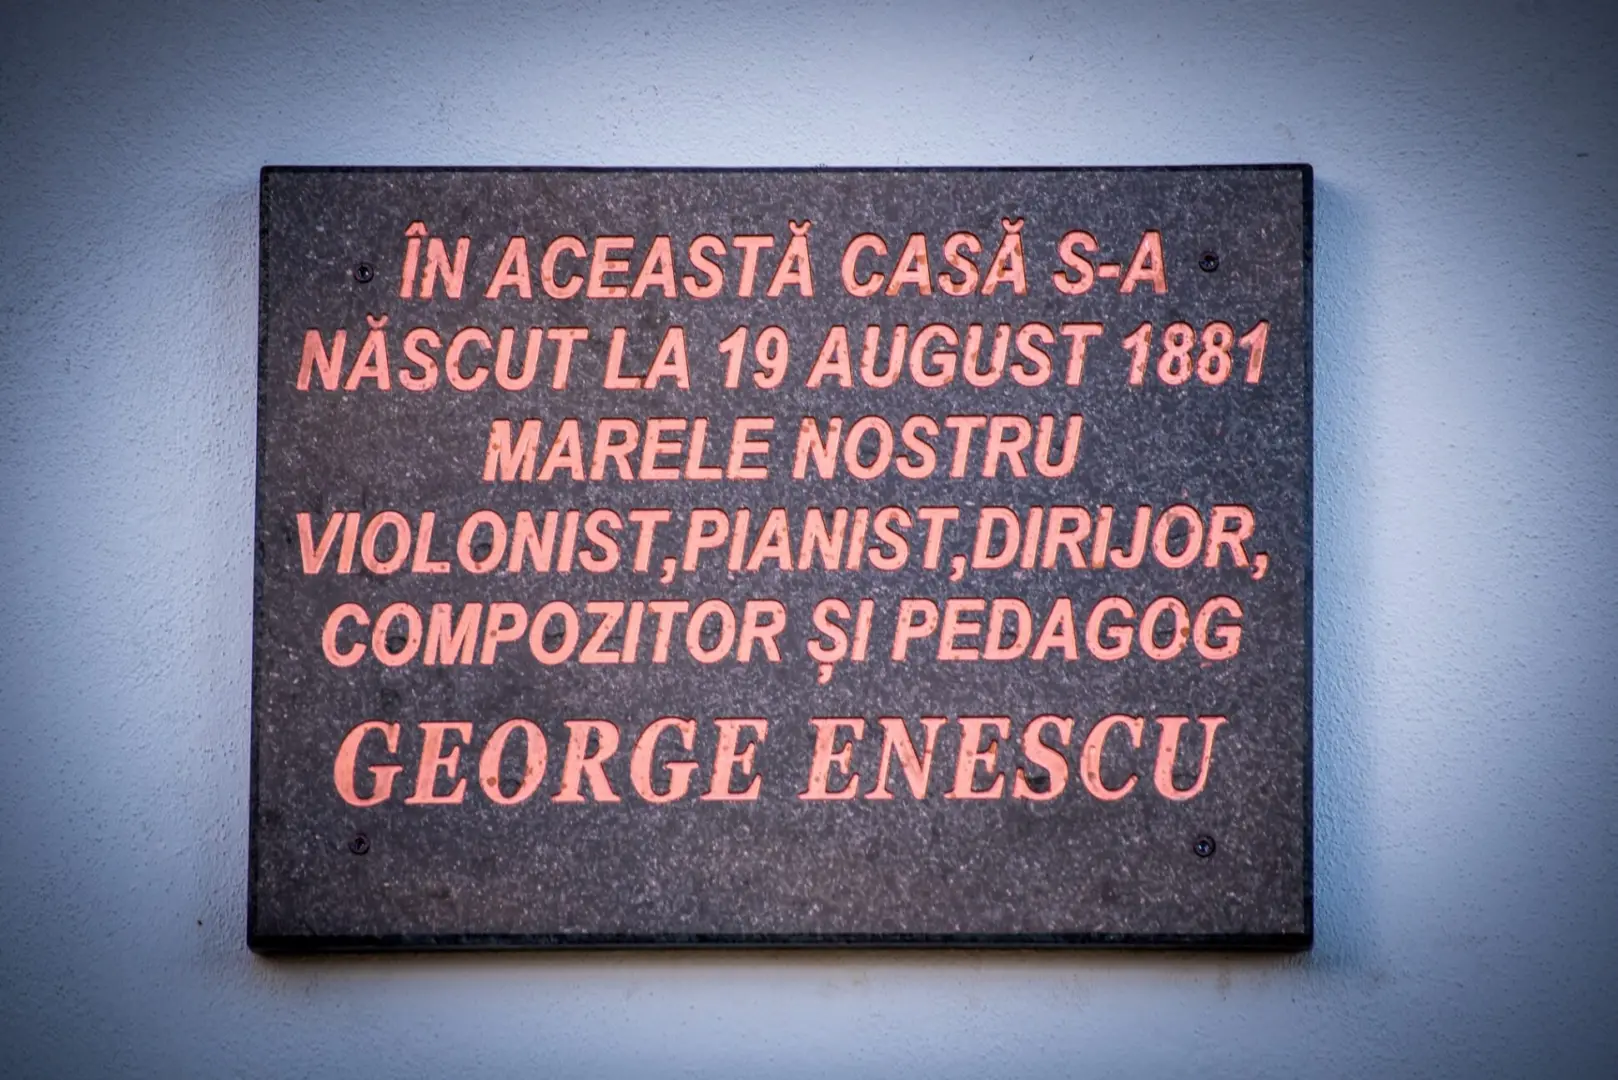 ÎN ACEASTĂ CASĂ S-A
NĂSCUT LA 19 AUGUST 1881
MARELE NOSTRU
VIOLONIST,PIANIST,DIRIJOR,
COMPOZITOR ȘI PEDAGOG
GEORGE ENESCU